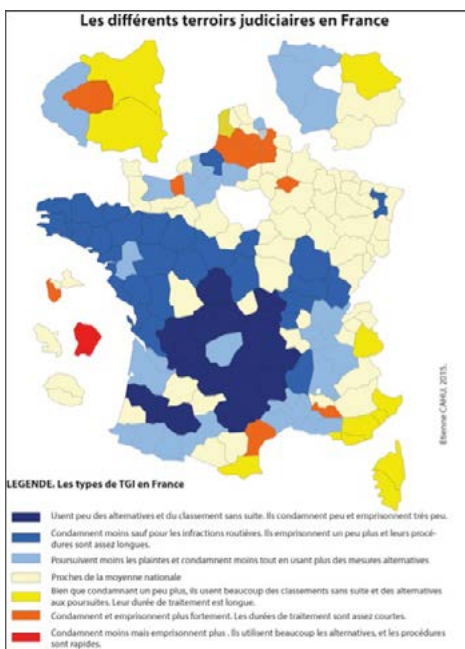 Les différents terroirs judiciaires en France
Etienne CAHU, 2015.
LEGENDE. Les types de TGI en France
Usent peu des alternatives et du classement sans suite. Ils condamnent peu et emprisonnent très peu.
Condamnent moins sauf pour les infractions routières. Ils emprisonnent un peu plus et leurs procé-
dures sont assez longues.
Poursuivent moins les plaintes et condamnent moins tout en usant plus des mesures alternatives
Proches de la moyenne nationale
Bien que condamnant un peu plus, ils usent beaucoup des classements sans suite et des alternatives
aux poursuites. Leur durée de traitement est longue.
Condamnent et emprisonnent plus fortement. Les durées de traitement sont assez courtes.
Condamnent moins mais emprisonnent plus . Ils utilisent beaucoup les alternatives, et les procédures
sont rapides.